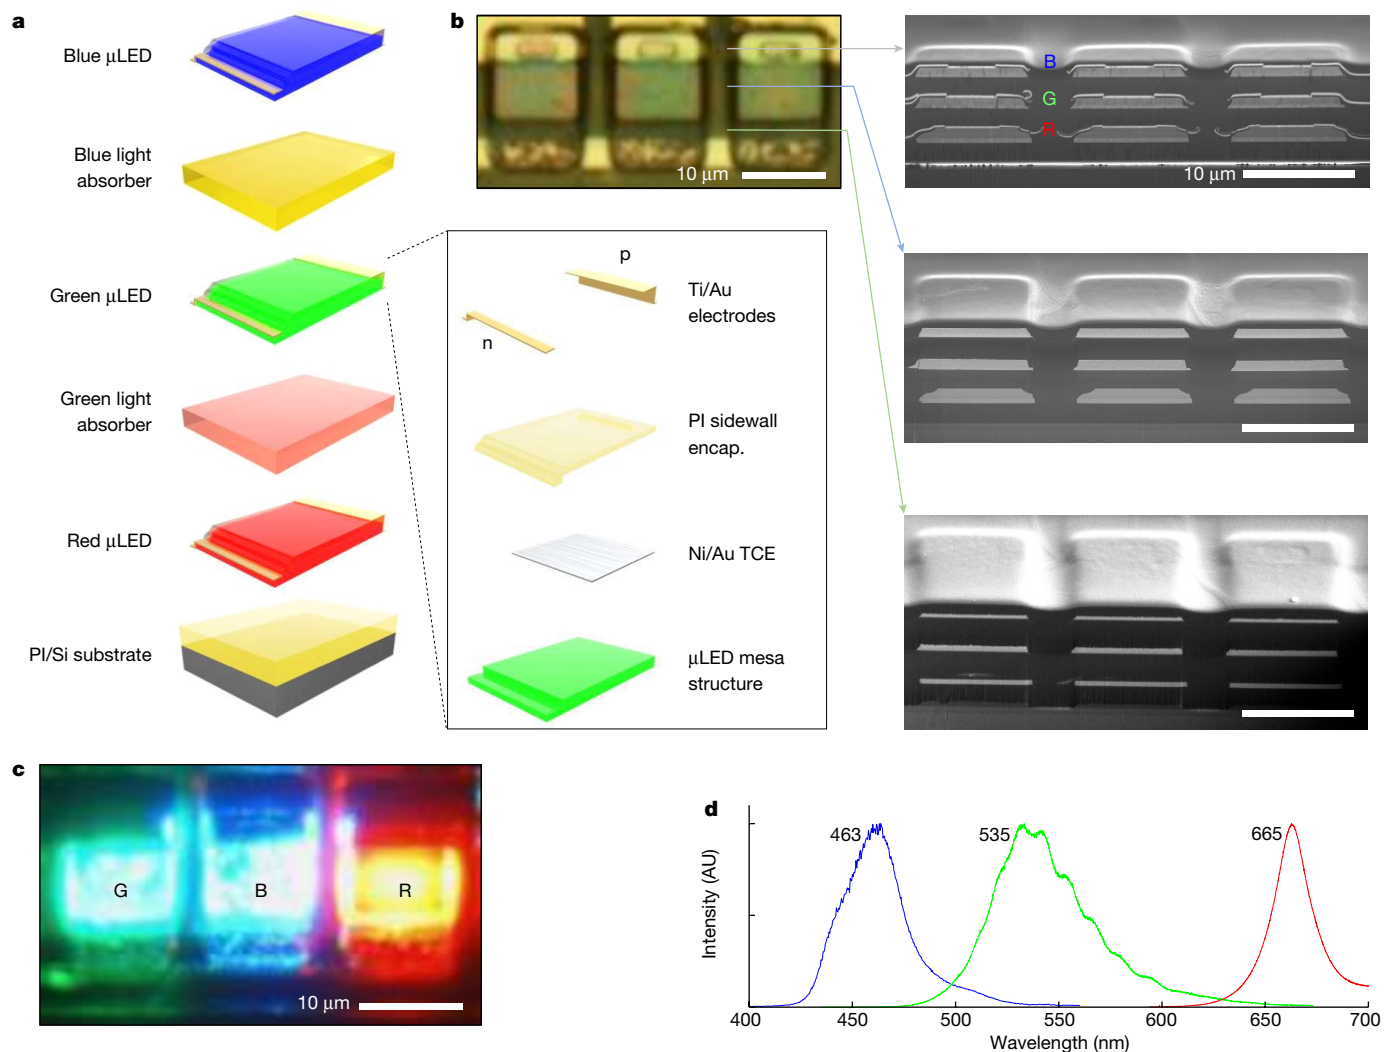 a
Blue µLED
Blue light
absorber
Green µLED
Green light
absorber
Red µLED
PI/Si substrate
p
n
Ti/Au
electrodes
PI sidewall
encap.
Ni/Au TCE
µLED mesa
structure
b
10 µm
B
G
R
10 µm
c
G
B
R
10 µm
d
463
535
665
Intensity (AU)
400
450
500
550
600
650
700
Wavelength (nm)